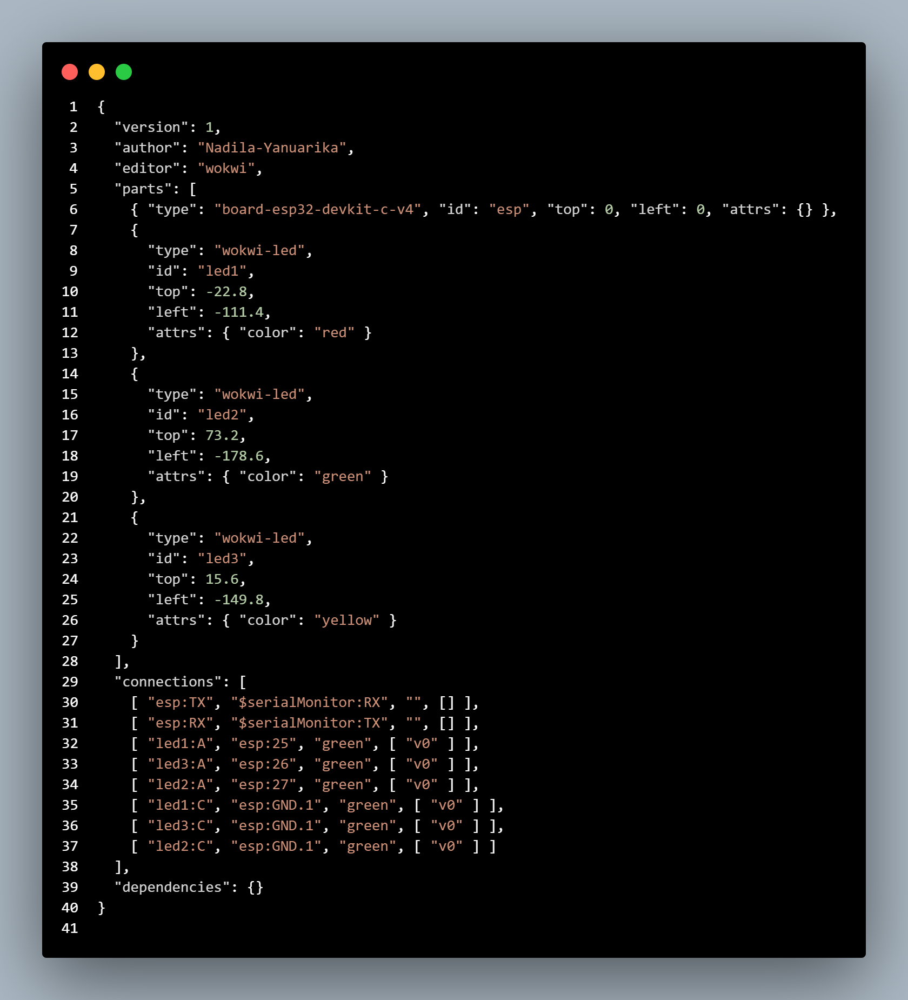 1 {
2   "version": 1,
3   "author": "Nadila-Yanuarika",
4   "editor": "wokwi",
5   "parts": [
6     { "type": "board-esp32-devkit-c-v4", "id": "esp", "top": 0, "left": 0, "attrs": {} },
7     {
8       "type": "wokwi-led",
9       "id": "led1",
10       "top": -22.8,
11       "left": -111.4,
12       "attrs": { "color": "red" }
13     },
14     {
15       "type": "wokwi-led",
16       "id": "led2",
17       "top": 73.2,
18       "left": -178.6,
19       "attrs": { "color": "green" }
20     },
21     {
22       "type": "wokwi-led",
23       "id": "led3",
24       "top": 15.6,
25       "left": -149.8,
26       "attrs": { "color": "yellow" }
27     }
28   ],
29   "connections": [
30     [ "esp:TX", "$serialMonitor:RX", "", [] ],
31     [ "esp:RX", "$serialMonitor:TX", "", [] ],
32     [ "led1:A", "esp:25", "green", [ "v0" ] ],
33     [ "led3:A", "esp:26", "green", [ "v0" ] ],
34     [ "led2:A", "esp:27", "green", [ "v0" ] ],
35     [ "led1:C", "esp:GND.1", "green", [ "v0" ] ],
36     [ "led3:C", "esp:GND.1", "green", [ "v0" ] ],
37     [ "led2:C", "esp:GND.1", "green", [ "v0" ] ]
38   ],
39   "dependencies": {}
40 }
41